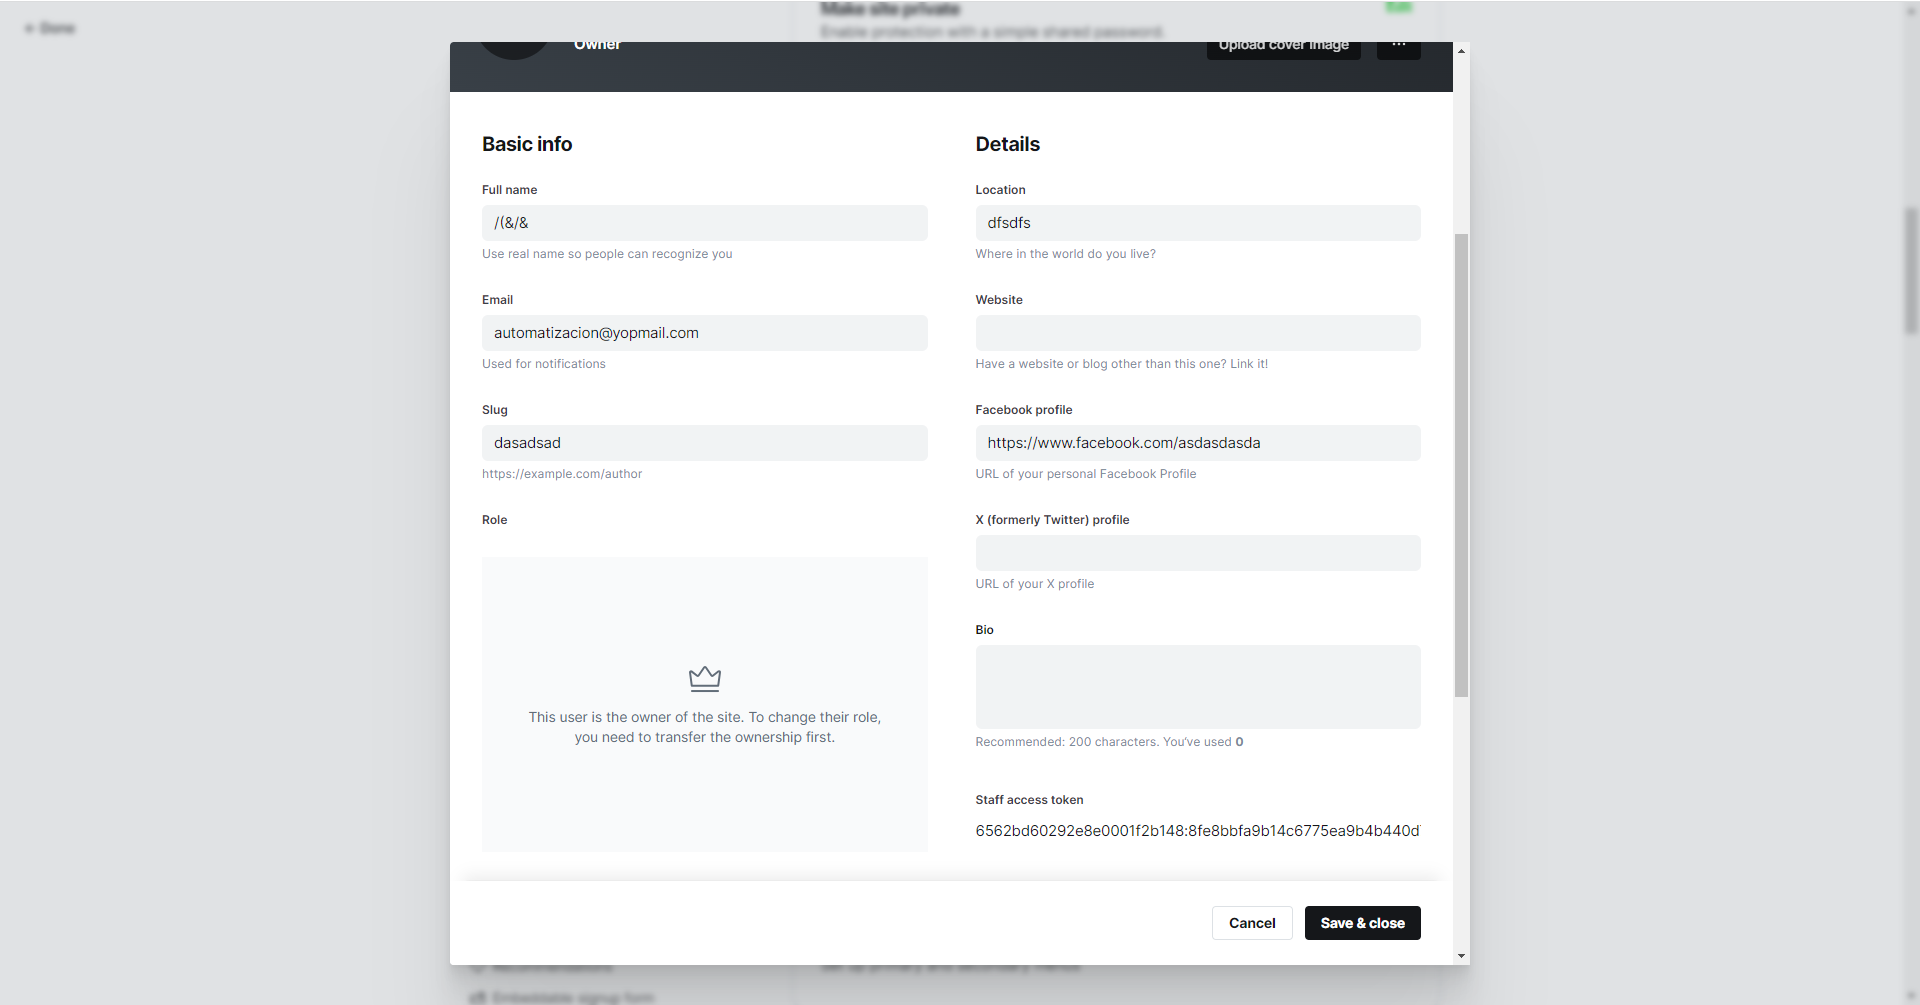 Make site private
Edit
← Done
Enable protection with a simple shared password.
Owner
Upload cover image
...
Basic info
Details
Full name
Location
/(&/&
dfsdfs
Use real name so people can recognize you
Where in the world do you live?
Email
Website
automatizacion@yopmail.com
Used for notifications
Have a website or blog other than this one? Link it!
Slug
Facebook profile
dasadsad
https://www.facebook.com/asdasdasda
https://example.com/author
URL of your personal Facebook Profile
Role
X (formerly Twitter) profile
URL of your X profile
Bio
This user is the owner of the site. To change their role,
you need to transfer the ownership first.
Recommended: 200 characters. You've used 0
Staff access token
6562bd60292e8e0001f2b148:8fe8bbfa9b14c6775ea9b4b440d
Cancel
Save & close
Recommendations
Set up primary and secondary menus
Embeddable signup form